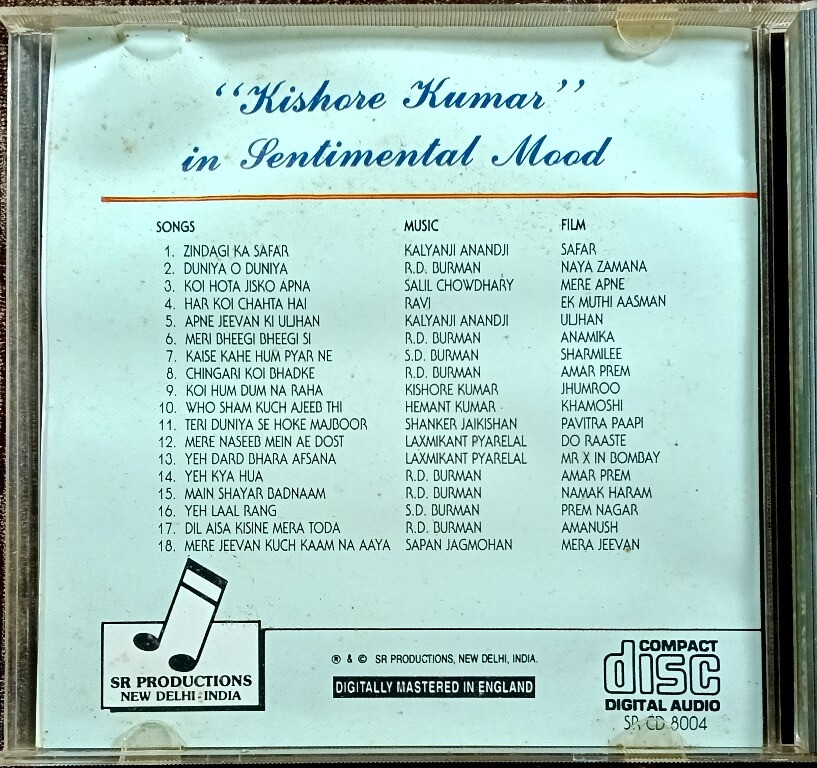 “Kishore Kumar”
in Sentimental Mood
SONGS MUSIC FILM
1. ZINDAGI KA SAFAR KALYANJI ANANDJI SAFAR
2. DUNIYA O DUNIYA R.D. BURMAN NAYA ZAMANA
3. KOI HOTA JISKO APNA SALIL CHOWDHARY MERE APNE
4. HAR KOI CHAHTA HAI RAVI EK MUTHI AASMAN
5. APNE JEEVAN KI ULJHAN KALYANJI ANANDJI ULJHAN
6. MERI BHEEGI BHEEGI SI R.D. BURMAN ANAMIKA
7. KAISE KAHE HUM PYAR NE S.D. BURMAN SHARMILEE
8. CHINGARI KOI BHADKE R.D. BURMAN AMAR PREM
9. KOI HUM DUM NA RAHA KISHORE KUMAR JHUMROO
10. WHO SHAM KUCH AJEEB THI HEMANT KUMAR KHAMOSHI
11. TERI DUNIYA SE HOKE MAJBOOR SHANKER JAIKISHAN PAVITRA PAAPI
12. MERE NASEEB MEIN AE DOST LAXMIKANT PYARELAL DO RAASTE
13. YEH DARD BHARA AFSANA LAXMIKANT PYARELAL MR X IN BOMBAY
14. YEH KYA HUA R.D. BURMAN AMAR PREM
15. MAIN SHAYAR BADNAAM R.D. BURMAN NAMAK HARAM
16. YEH LAAL RANG S.D. BURMAN PREM NAGAR
17. DIL AISA KISINE MERA TODA R.D. BURMAN AMANUSH
18. MERE JEEVAN KUCH KAAM NA AAYA SAPAN JAGMOHAN MERA JEEVAN
SR PRODUCTIONS
NEW DELHI-INDIA
℗ & © SR PRODUCTIONS, NEW DELHI, INDIA.
DIGITALLY MASTERED IN ENGLAND
COMPACT
disc
DIGITAL AUDIO
SR CD 8004